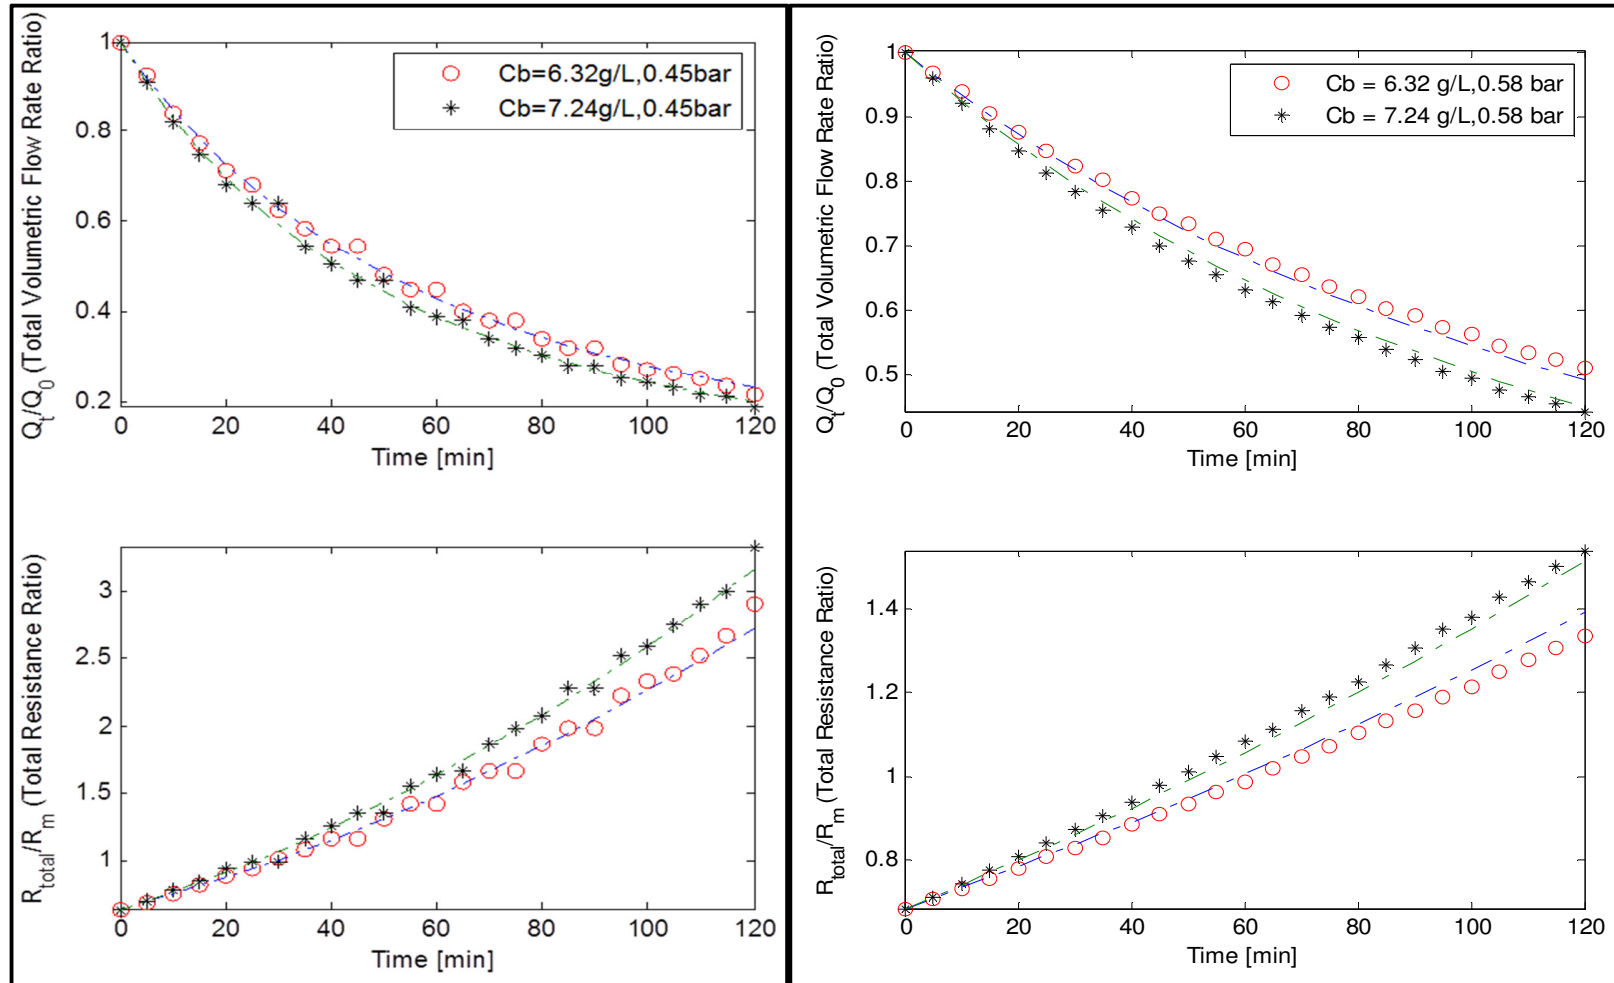 Q_t/Q_0 (Total Volumetric Flow Rate Ratio)
1
0.8
0.6
0.4
0.2
Cb=6.32g/L,0.45bar
Cb=7.24g/L,0.45bar
0 20 40 60 80 100 120
Time [min]
R_total/R_m (Total Resistance Ratio)
3
2.5
2
1.5
1
0 20 40 60 80 100 120
Time [min]
Q_t/Q_0 (Total Volumetric Flow Rate Ratio)
1
0.9
0.8
0.7
0.6
0.5
Cb = 6.32 g/L,0.58 bar
Cb = 7.24 g/L,0.58 bar
0 20 40 60 80 100 120
Time [min]
R_total/R_m (Total Resistance Ratio)
1.4
1.2
1
0.8
0 20 40 60 80 100 120
Time [min]